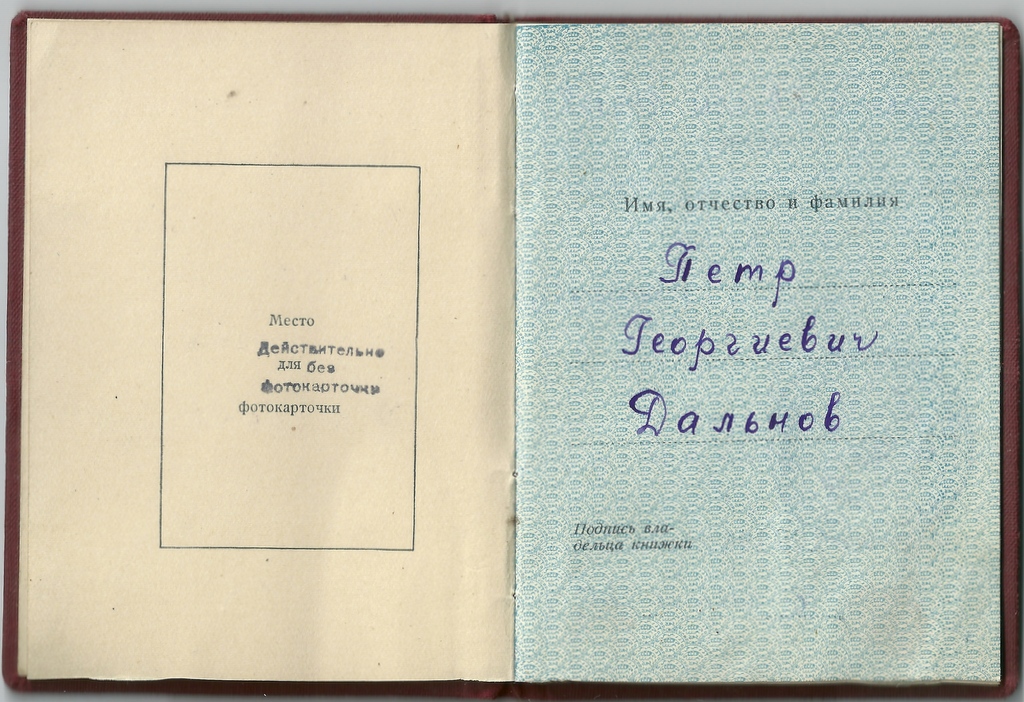 Место
Действительно
для без
фотокарточки
фотокарточки
Имя, отчество и фамилия
Петр
Георгиевич
Дальнов
Подпись вла-
дельца книжки